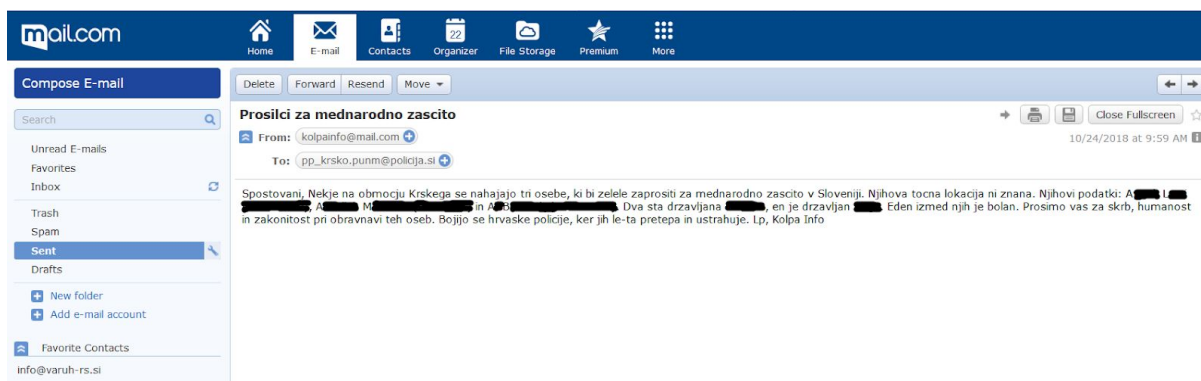 mail.com
Home
E-mail
Contacts
22
Organizer
File Storage
Premium
More
Compose E-mail
Search
Unread E-mails
Favorites
Inbox
Trash
Spam
Sent
Drafts
New folder
Add e-mail account
Favorite Contacts
info@varuh-rs.si
Delete Forward Resend Move
Prosilci za mednarodno zascito
Close Fullscreen
From: kolpainfo@mail.com
10/24/2018 at 9:59 AM
To: pp_krsko.punm@policija.si
Spostovani, Nekje na obmocju Krskega se nahajajo tri osebe, ki bi zelele zaprositi za mednarodno zascito v Sloveniji. Njihova tocna lokacija ni znana. Njihovi podatki: A L
, A M in A B . Dva sta drzavljana , en je drzavljan . Eden izmed njih je bolan. Prosimo vas za skrb, humanost
in zakonitost pri obravnavi teh oseb. Bojijo se hrvaske policije, ker jih le-ta pretepa in ustrahuje. Lp, Kolpa Info